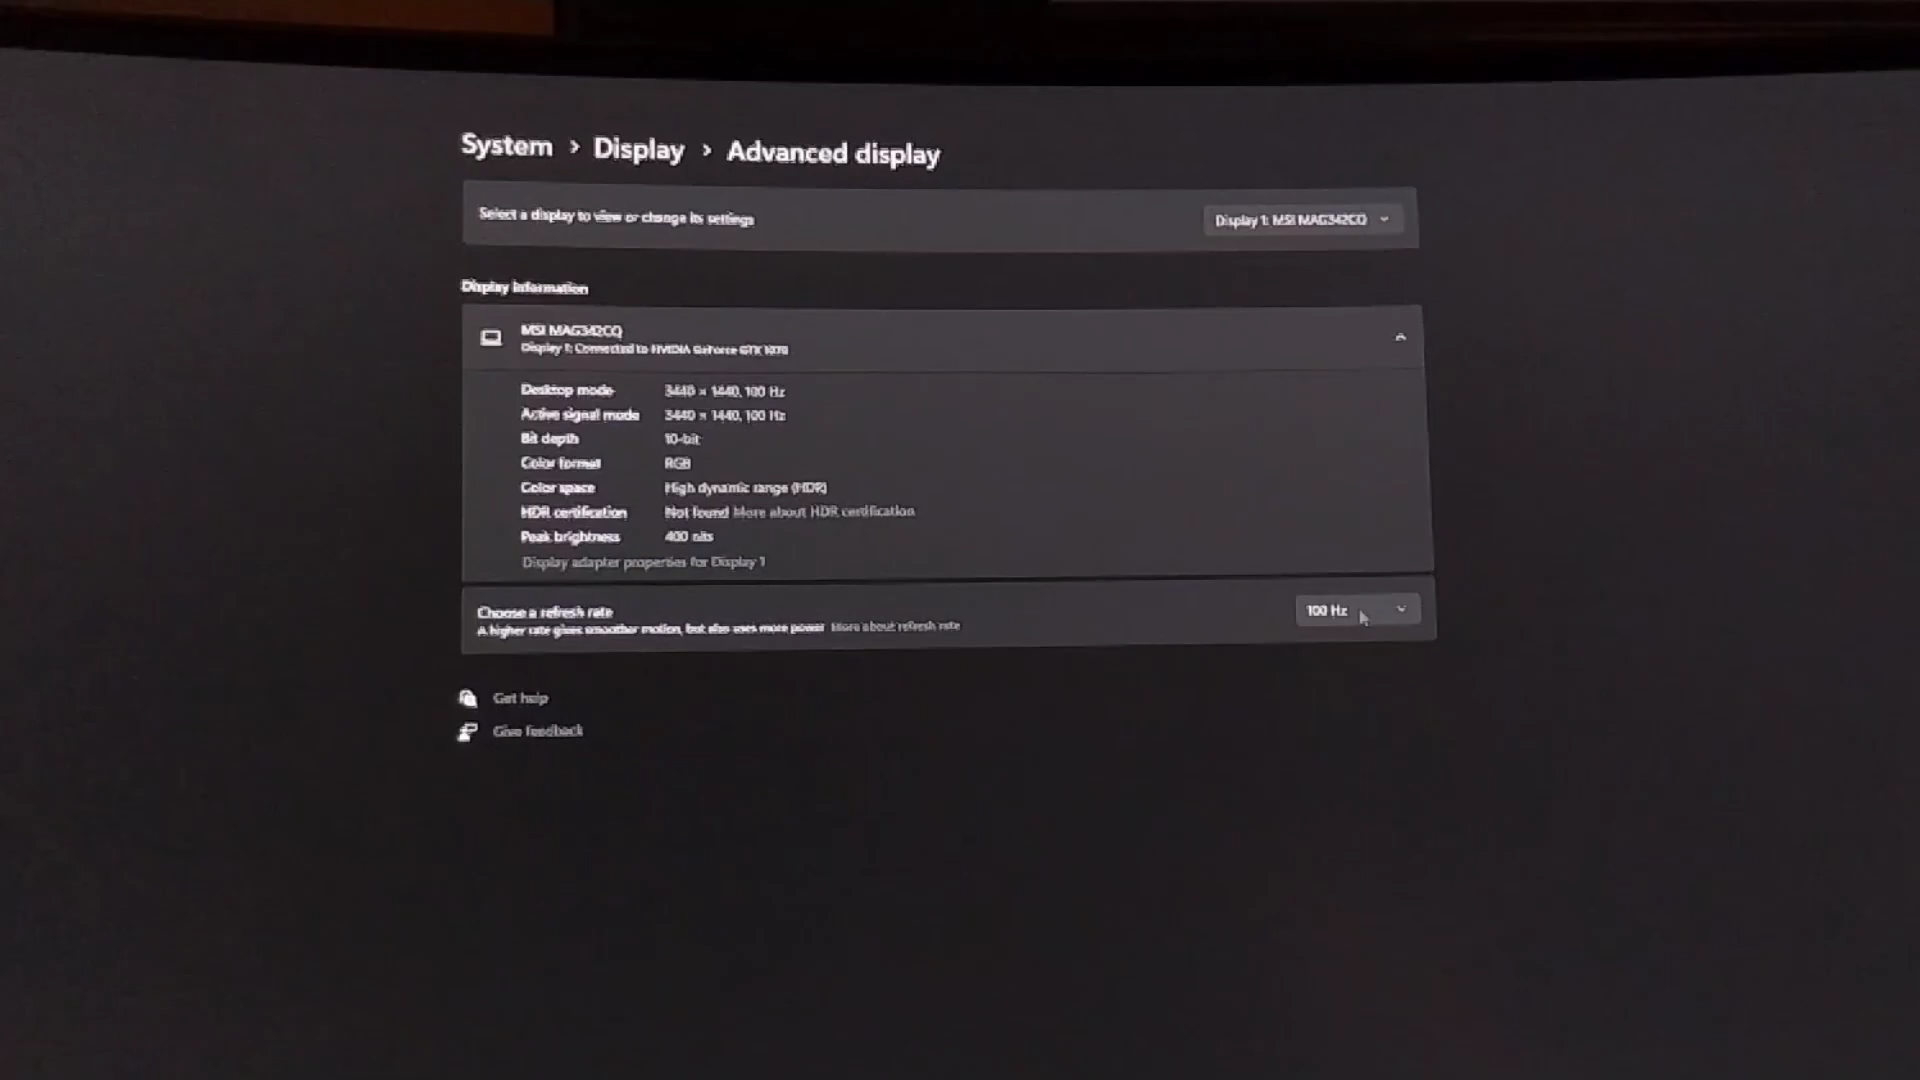 System > Display > Advanced display
Select a display to view or change its settings
Display 1: MSI MAG342CQ
Display information
MSI MAG342CQ
Display 1: Connected to NVIDIA GeForce GTX 1070
Desktop mode 3440 × 1440, 100 Hz
Active signal mode 3440 × 1440, 100 Hz
Bit depth 10-bit
Color format RGB
Color space High dynamic range (HDR)
HDR certification Not found More about HDR certification
Peak brightness 400 nits
Display adapter properties for Display 1
Choose a refresh rate
A higher rate gives smoother motion, but also uses more power More about refresh rate
100 Hz
Get help
Give feedback